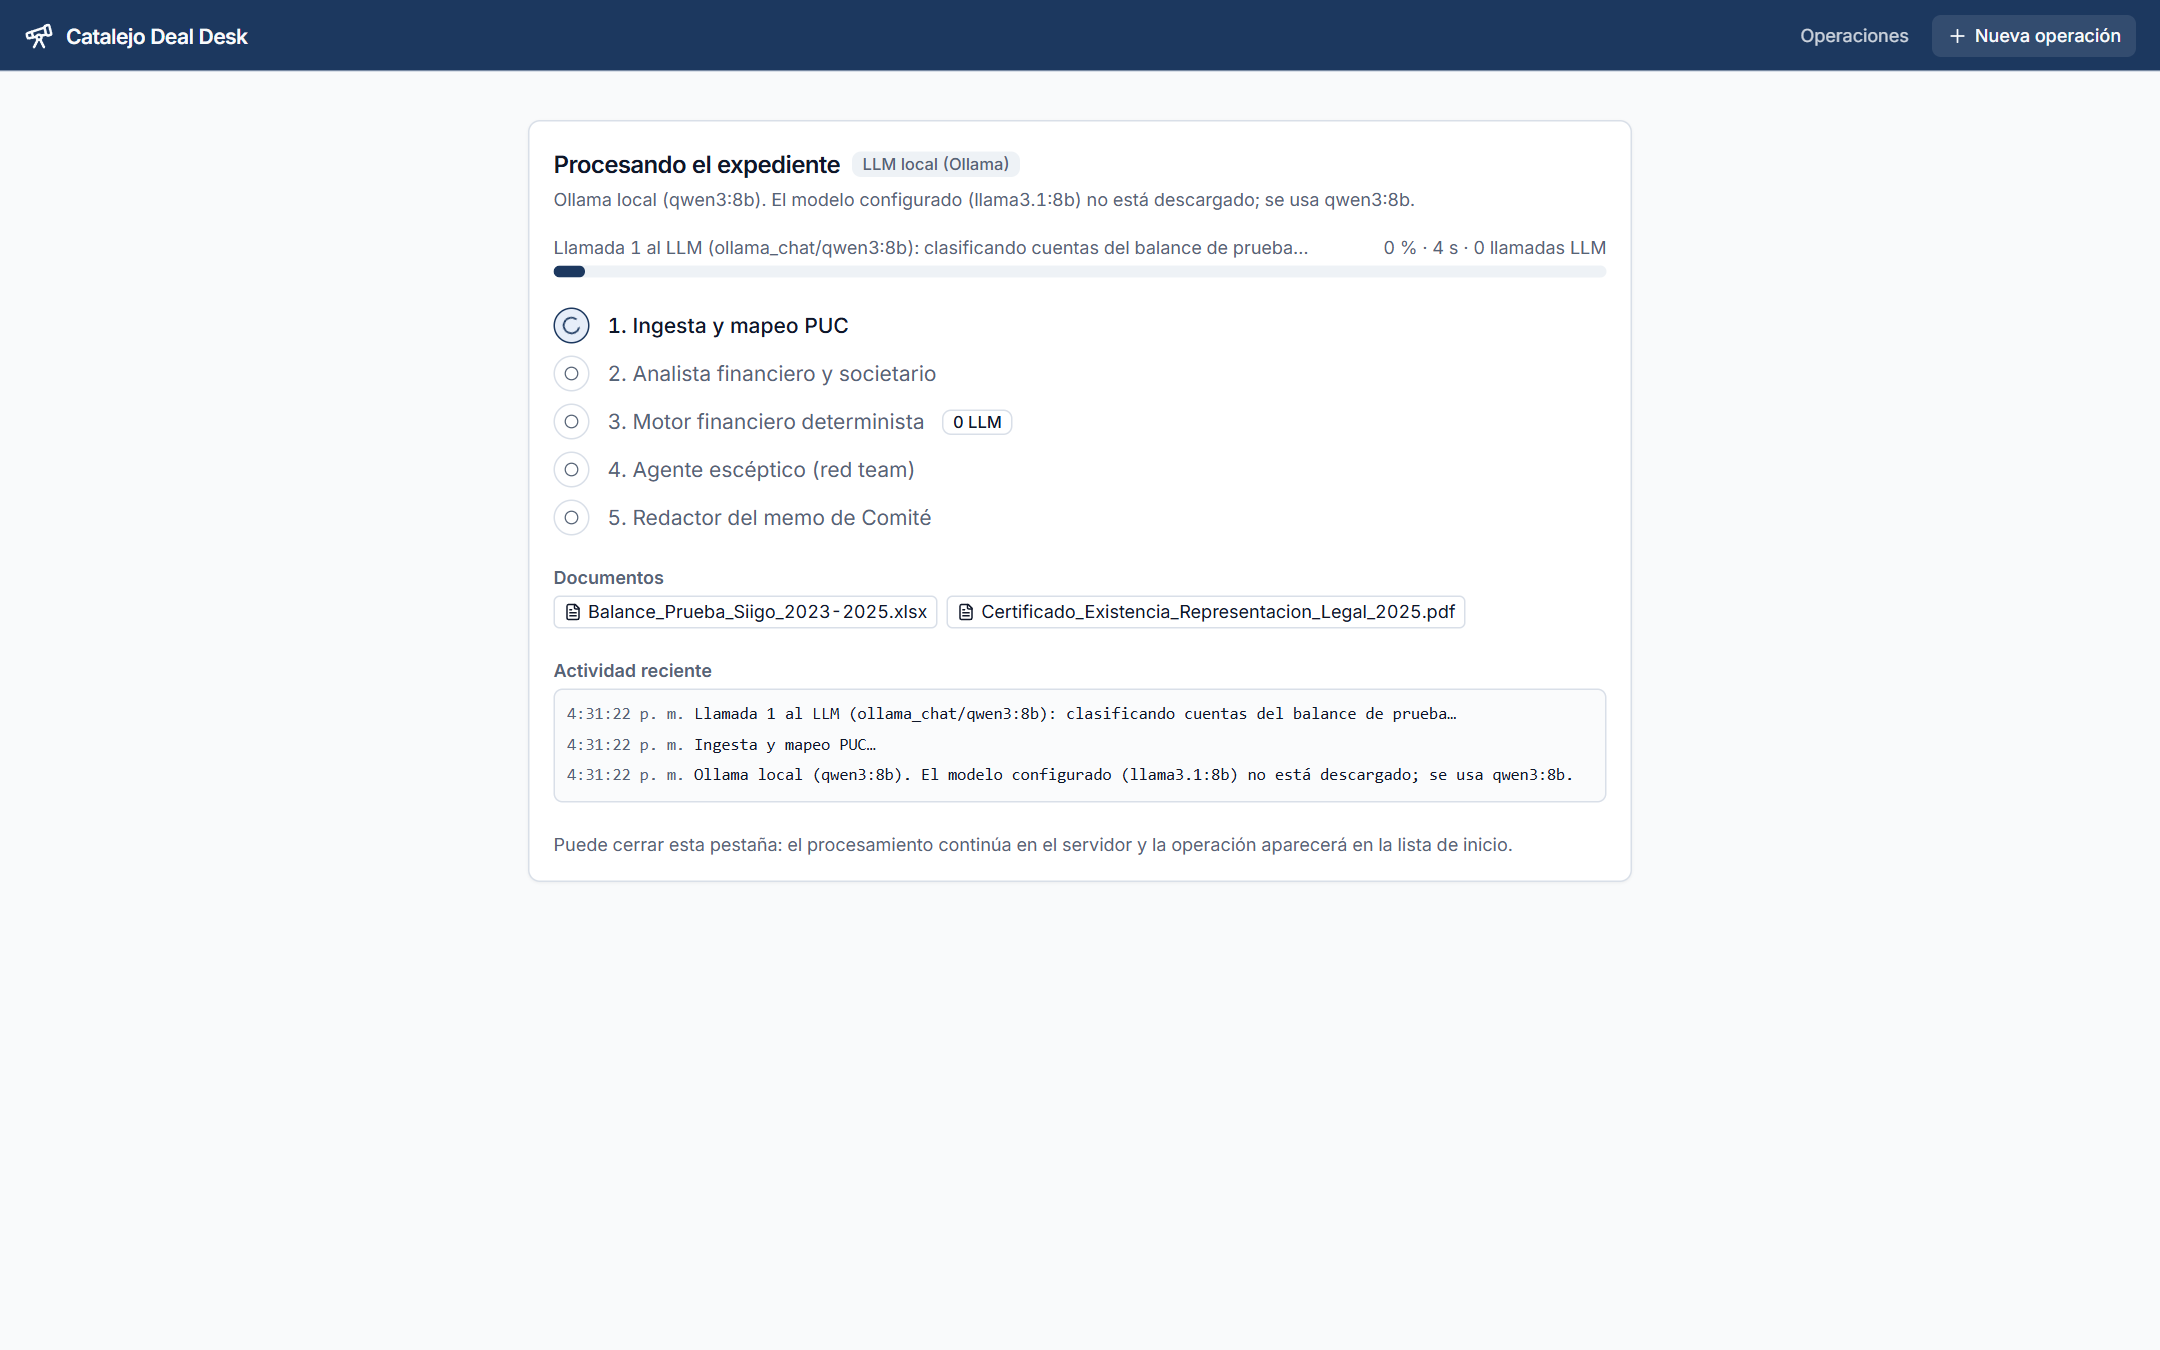 Catalejo Deal Desk
Operaciones
Nueva operación
Procesando el expediente
LLM local (Ollama)
Ollama local (qwen3:8b). El modelo configurado (llama3.1:8b) no está descargado; se usa qwen3:8b.
Llamada 1 al LLM (ollama_chat/qwen3:8b): clasificando cuentas del balance de prueba...
0 % · 4 s · 0 llamadas LLM
1. Ingesta y mapeo PUC
2. Analista financiero y societario
3. Motor financiero determinista
0 LLM
4. Agente escéptico (red team)
5. Redactor del memo de Comité
Documentos
Balance_Prueba_Siigo_2023-2025.xlsx
Certificado_Existencia_Representacion_Legal_2025.pdf
Actividad reciente
4:31:22 p. m. Llamada 1 al LLM (ollama_chat/qwen3:8b): clasificando cuentas del balance de prueba…
4:31:22 p. m. Ingesta y mapeo PUC…
4:31:22 p. m. Ollama local (qwen3:8b). El modelo configurado (llama3.1:8b) no está descargado; se usa qwen3:8b.
Puede cerrar esta pestaña: el procesamiento continúa en el servidor y la operación aparecerá en la lista de inicio.